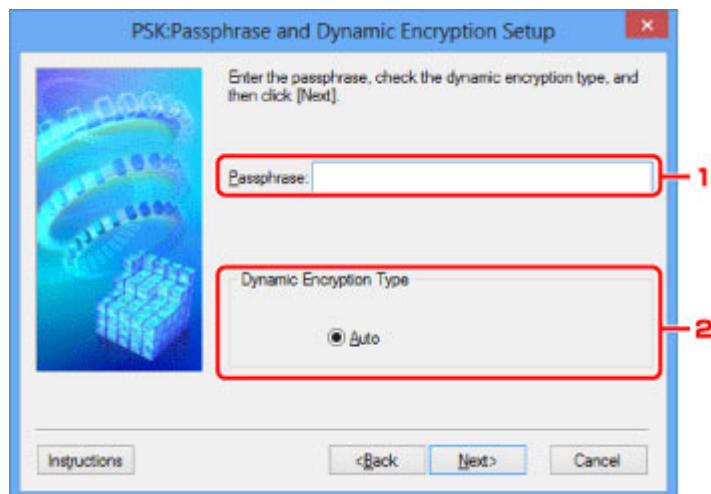 PSK:Passphrase and Dynamic Encryption Setup
Enter the passphrase, check the dynamic encryption type, and
then click [Next].
Passphrase:
1
Dynamic Encryption Type
Auto
2
Instructions
<Back
Next>
Cancel